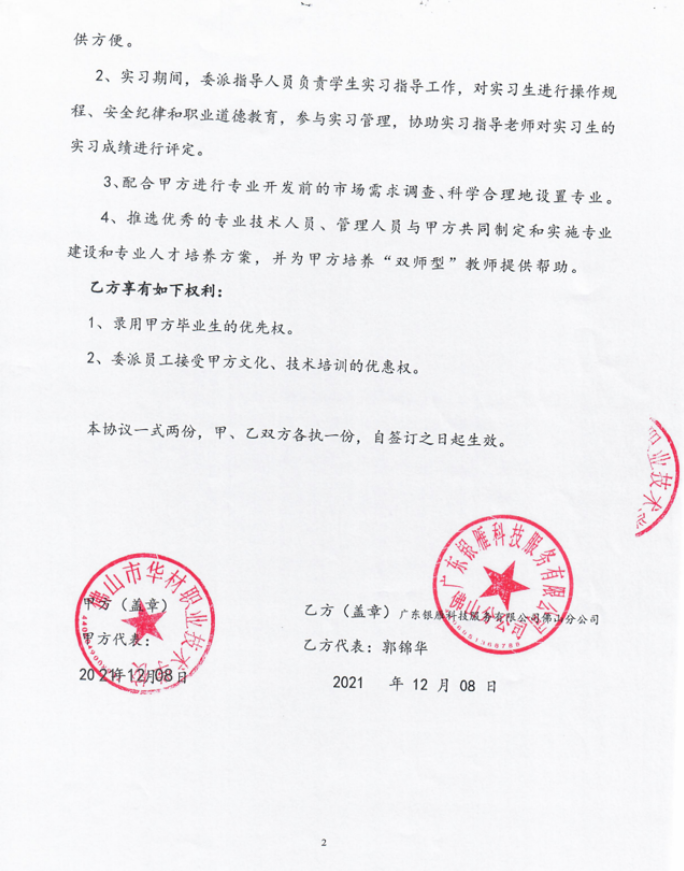 供方便。
2、实习期间，委派指导人员负责学生实习指导工作，对实习生进行操作规
程、安全纪律和职业道德教育，参与实习管理，协助实习指导老师对实习生的
实习成绩进行评定。
3、配合甲方进行专业开发前的市场需求调查、科学合理地设置专业。
4、推选优秀的专业技术人员、管理人员与甲方共同制定和实施专业
建设和专业人才培养方案，并为甲方培养“双师型”教师提供帮助。
乙方享有如下权利：
1、录用甲方毕业生的优先权。
2、委派员工接受甲方文化、技术培训的优惠权。
本协议一式两份，甲、乙双方各执一份，自签订之日起生效。
职业技术学
佛山市华材职业技术学校
甲方（盖章）
甲方代表：
2021年12月08日
广东银雁科技服务有限公司
佛山分公司
乙方（盖章）广东银雁科技服务有限公司佛山分公司
乙方代表：郭锦华
2021 年 12 月 08 日
2